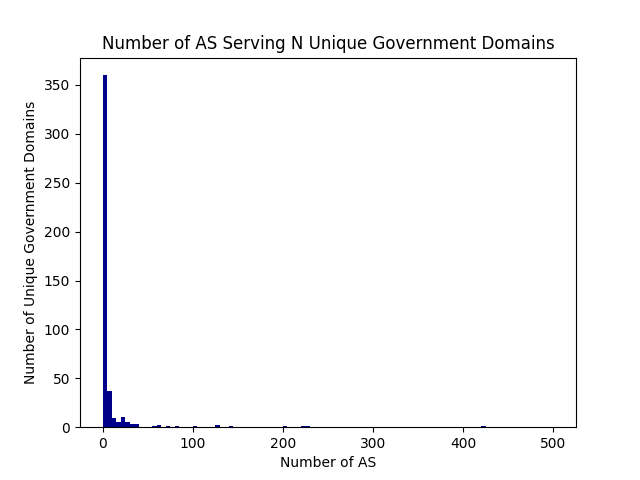 Number of AS Serving N Unique Government Domains
Number of Unique Government Domains
350
300
250
200
150
100
50
0
0 100 200 300 400 500
Number of AS